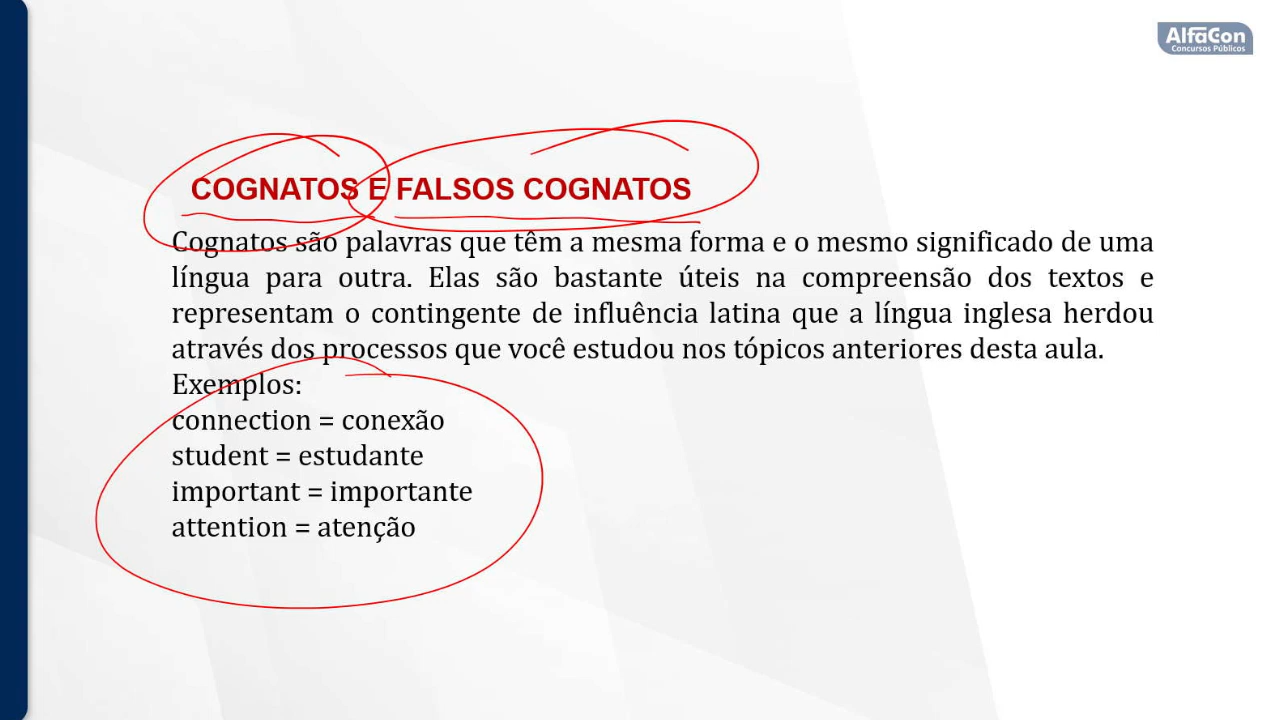 AlfaCon
Concursos Públicos
COGNATOS E FALSOS COGNATOS
Cognatos são palavras que têm a mesma forma e o mesmo significado de uma
língua para outra. Elas são bastante úteis na compreensão dos textos e
representam o contingente de influência latina que a língua inglesa herdou
através dos processos que você estudou nos tópicos anteriores desta aula.
Exemplos:
connection = conexão
student = estudante
important = importante
attention = atenção